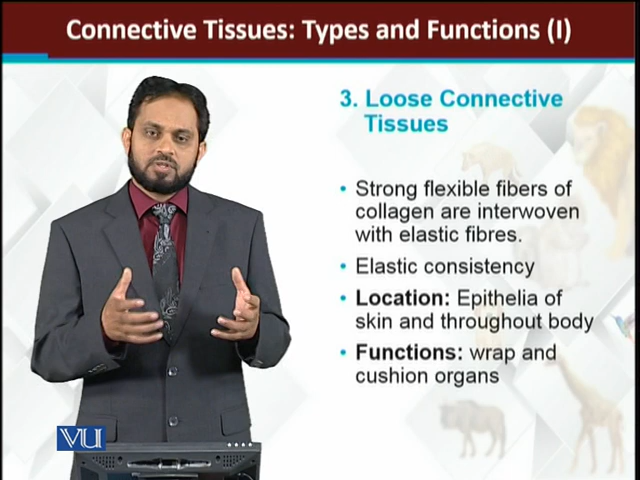 Connective Tissues: Types and Functions (I)
3. Loose Connective
Tissues
• Strong flexible fibers of
collagen are interwoven
with elastic fibres.
• Elastic consistency
• Location: Epithelia of
skin and throughout body
• Functions: wrap and
cushion organs
VU